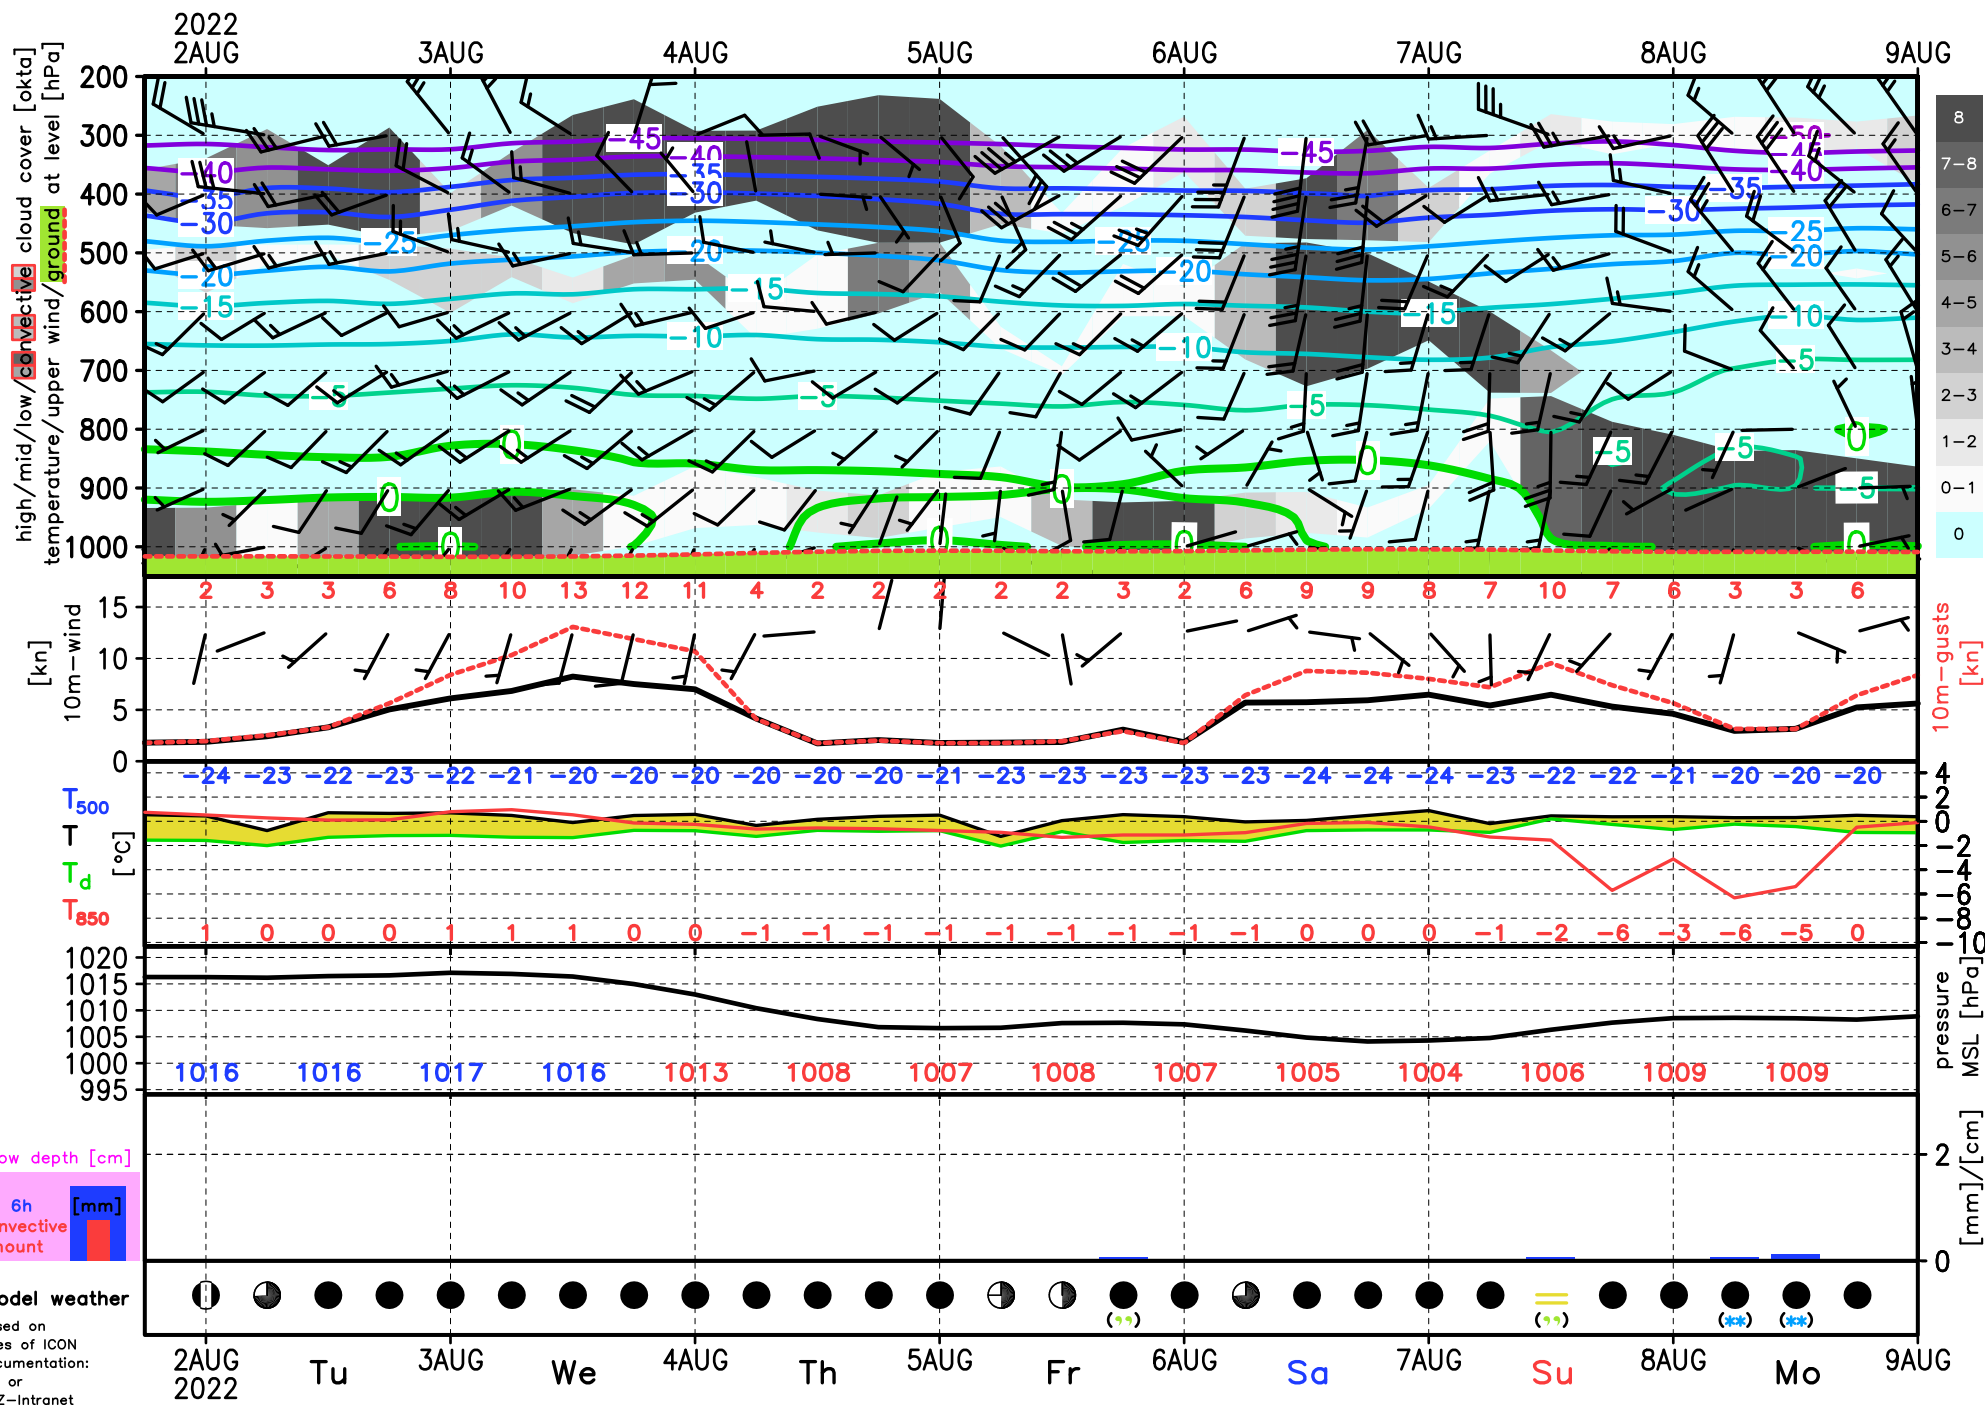 2022
2AUG 3AUG 4AUG 5AUG 6AUG 7AUG 8AUG 9AUG
high/mid/low/convective cloud cover [okta]
temperature/upper wind/ground at level [hPa]
200
300
400
500
600
700
800
900
1000
8
7-8
6-7
5-6
4-5
3-4
2-3
1-2
0-1
0
-45 -40 -35 -30 -25 -20 -15 -10 -5 0
10m-wind [kn]
15
10
5
0
2 3 3 6 8 10 13 12 11 4 2 2 2 2 2 3 2 6 9 9 8 7 10 7 6 3 3 6
10m-gusts [kn]
T500
T
Td
T850
[°C]
-24 -23 -22 -23 -22 -21 -20 -20 -20 -20 -20 -20 -21 -23 -23 -23 -23 -23 -24 -24 -24 -23 -22 -22 -21 -20 -20 -20
4
2
0
-2
-4
-6
-8
-10
1 0 0 0 1 1 1 0 0 -1 -1 -1 -1 -1 -1 -1 -1 -1 0 0 0 -1 -2 -6 -3 -6 -5 0
1020
1015
1010
1005
1000
995
1016 1016 1017 1016 1013 1008 1007 1008 1007 1005 1004 1006 1009 1009
pressure
MSL [hPa]
ow depth [cm]
6h [mm]
nvective
nount
2
0
[mm]/[cm]
odel weather
sed on
es of ICON
cumentation:
or
Z-Intranet
2AUG Tu 3AUG We 4AUG Th 5AUG Fr 6AUG Sa 7AUG Su 8AUG Mo 9AUG
2022